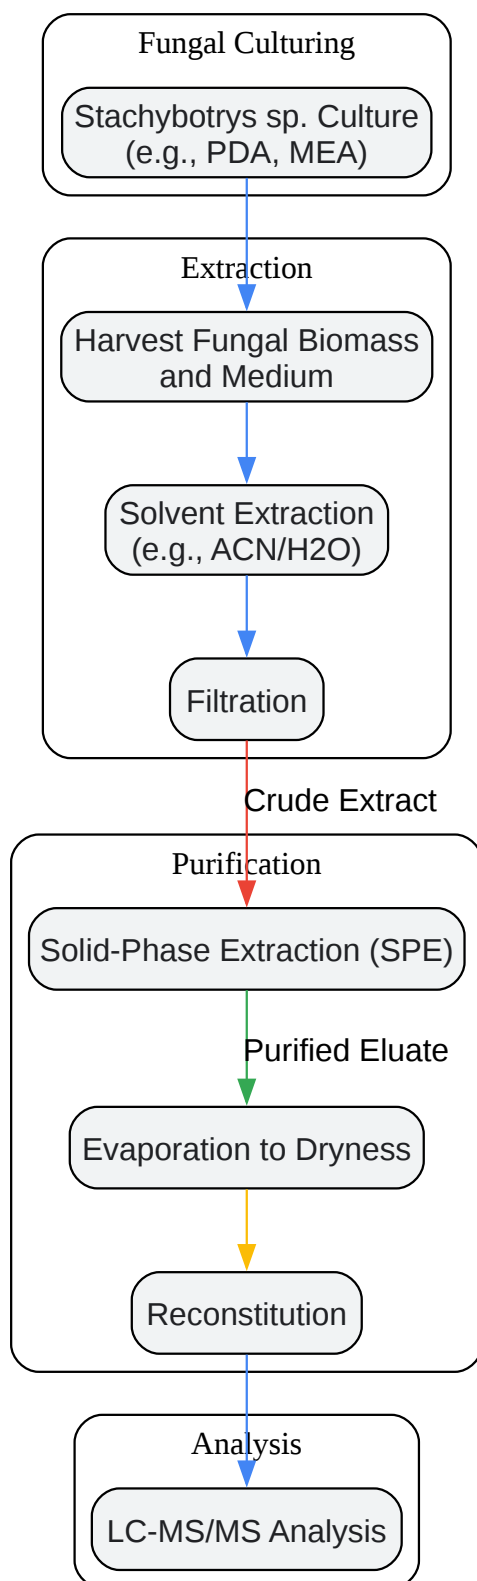 Fungal Culturing
Stachybotrys sp. Culture
(e.g., PDA, MEA)
Extraction
Harvest Fungal Biomass
and Medium
Solvent Extraction
(e.g., ACN/H2O)
Filtration
Crude Extract
Purification
Solid-Phase Extraction (SPE)
Purified Eluate
Evaporation to Dryness
Reconstitution
Analysis
LC-MS/MS Analysis